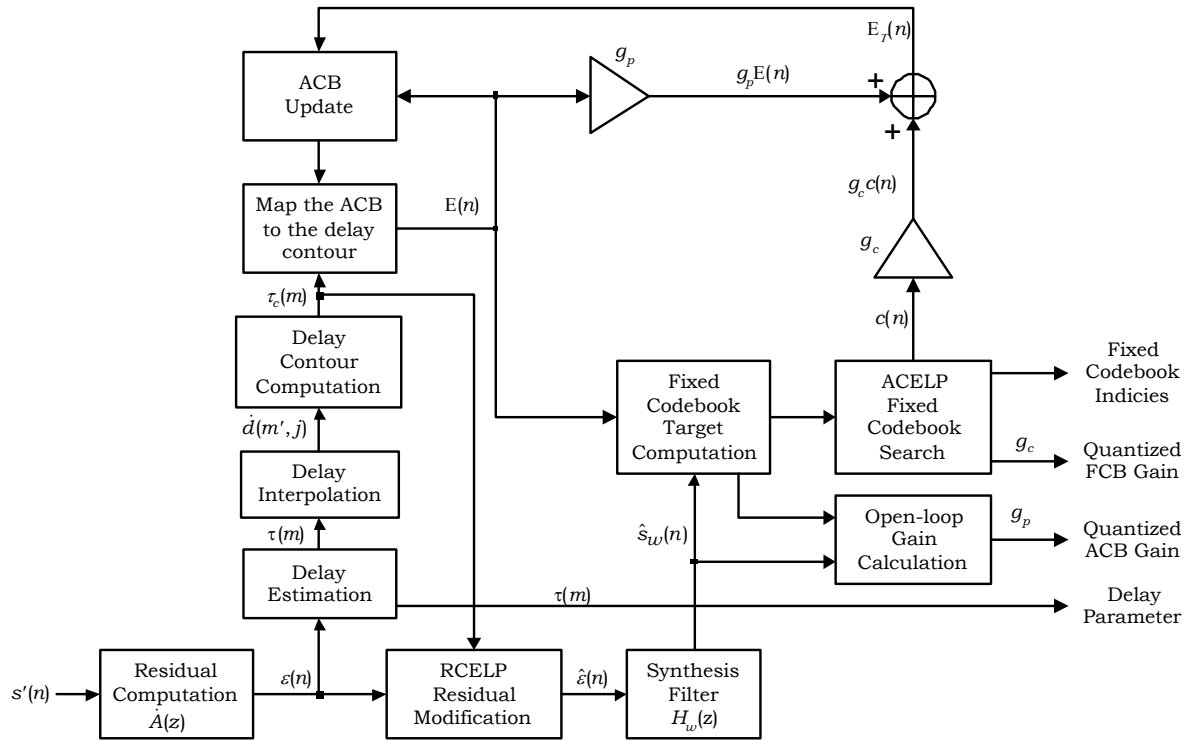 E_T(n)
g_p
ACB
Update
g_pE(n)
+
+
Map the ACB
to the delay
contour
E(n)
g_c c(n)
g_c
τ_c(m)
c(n)
Delay
Contour
Computation
Fixed
Codebook
Target
Computation
ACELP
Fixed
Codebook
Search
Fixed
Codebook
Indicies
ḋ(m′, j)
g_c
Quantized
FCB Gain
Delay
Interpolation
τ(m)
ŝ_w(n)
Open-loop
Gain
Calculation
g_p
Quantized
ACB Gain
Delay
Estimation
τ(m)
Delay
Parameter
s′(n)
Residual
Computation
Ȧ(z)
ε(n)
RCELP
Residual
Modification
ε̂(n)
Synthesis
Filter
H_w(z)